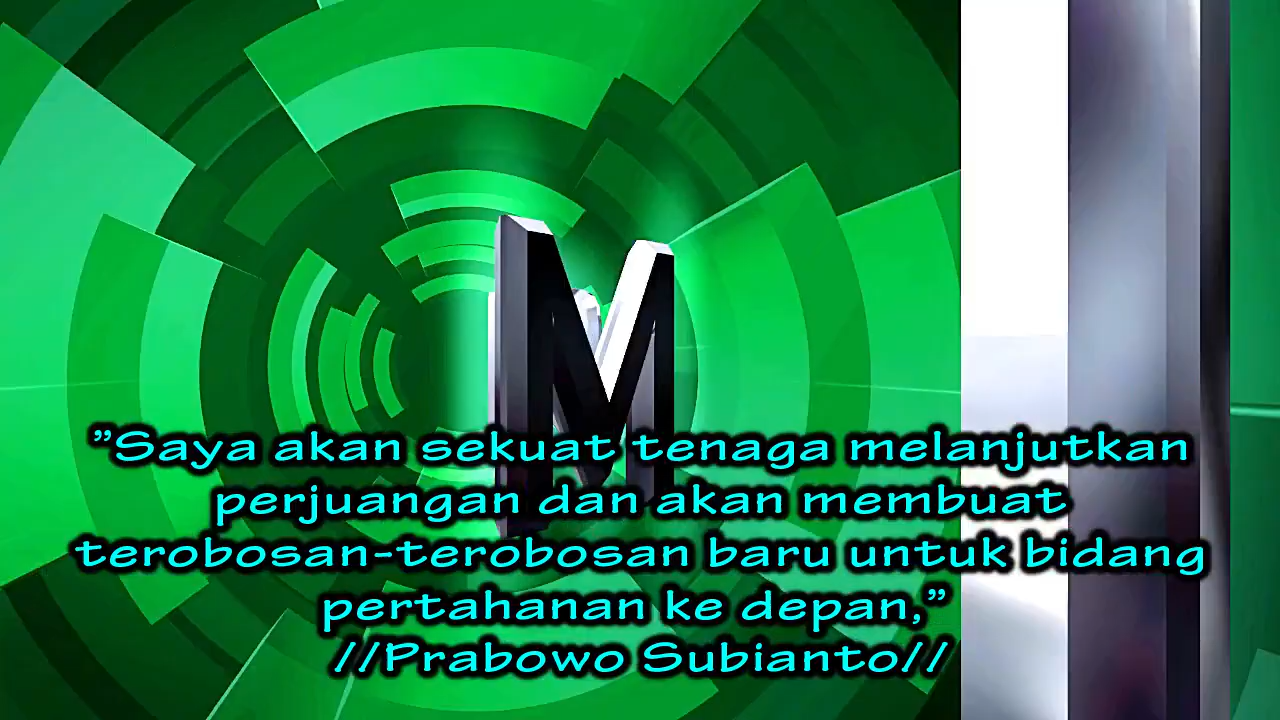 M
"Saya akan sekuat tenaga melanjutkan
perjuangan dan akan membuat
terobosan-terobosan baru untuk bidang
pertahanan ke depan,"
//Prabowo Subianto//